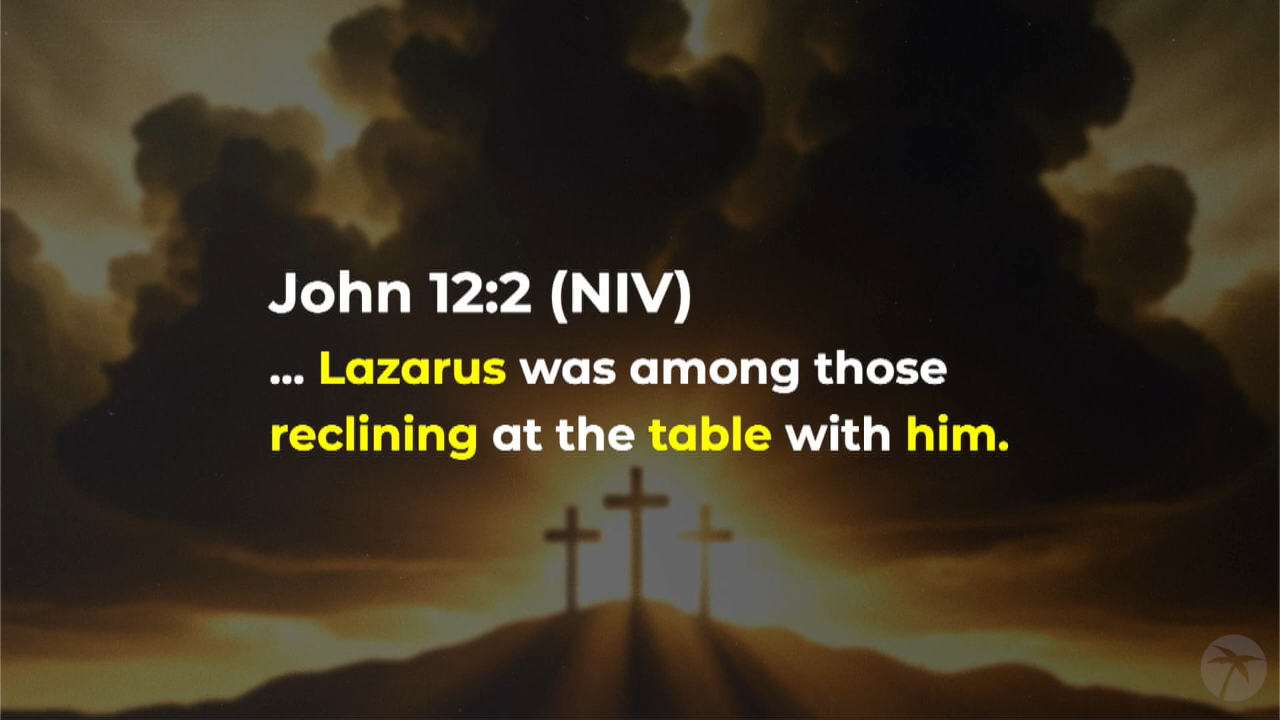 John 12:2 (NIV)
... Lazarus was among those
reclining at the table with him.